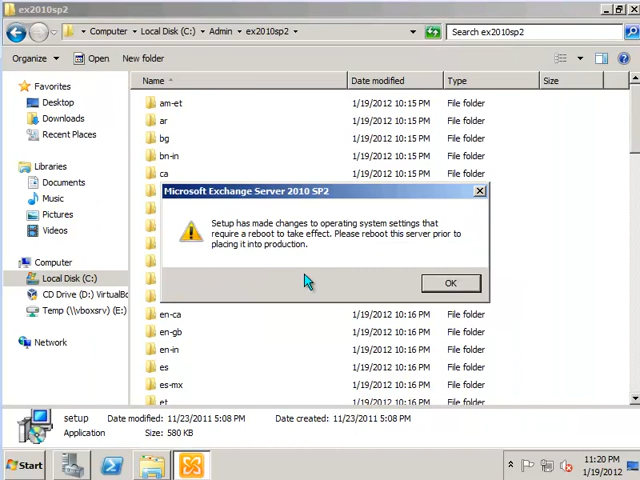 ex2010sp2
Computer ▸ Local Disk (C:) ▸ Admin ▸ ex2010sp2 ▸
Search ex2010sp2
Organize
Open
New folder
Favorites
Desktop
Downloads
Recent Places
Libraries
Documents
Music
Pictures
Videos
Computer
Local Disk (C:)
CD Drive (D:) VirtualBo
Temp (\\vboxsrv) (E:)
Network
Name Date modified Type Size
am-et 1/19/2012 10:15 PM File folder
ar 1/19/2012 10:15 PM File folder
bg 1/19/2012 10:15 PM File folder
bn-in 1/19/2012 10:15 PM File folder
ca 1/19/2012 10:15 PM File folder
Microsoft Exchange Server 2010 SP2
Setup has made changes to operating system settings that
require a reboot to take effect. Please reboot this server prior to
placing it into production.
OK
en-ca 1/19/2012 10:16 PM File folder
en-gb 1/19/2012 10:16 PM File folder
en-in 1/19/2012 10:16 PM File folder
es 1/19/2012 10:16 PM File folder
es-mx 1/19/2012 10:16 PM File folder
et 1/19/2012 10:16 PM File folder
setup Date modified: 11/23/2011 5:08 PM Date created: 11/23/2011 5:08 PM
Application Size: 580 KB
Start
11:20 PM
1/19/2012